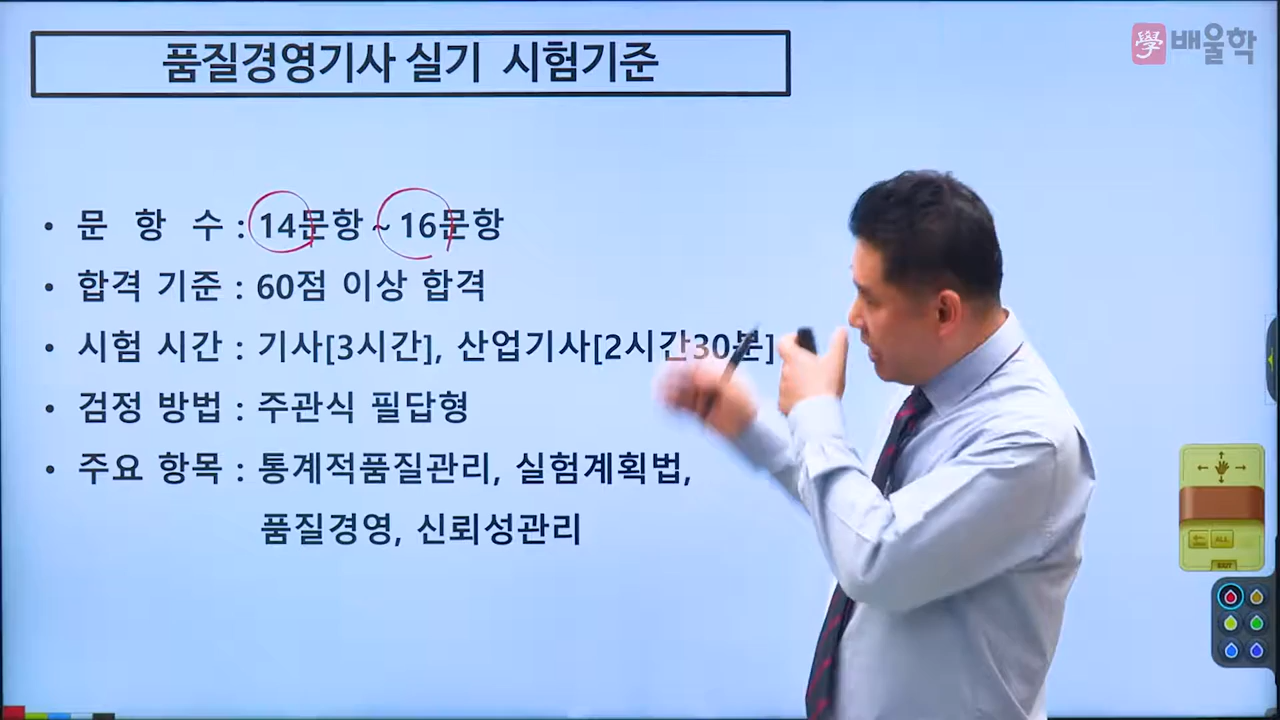 품질경영기사 실기 시험기준
學 배울학
• 문 항 수 : 14문항 ~ 16문항
• 합격 기준 : 60점 이상 합격
• 시험 시간 : 기사[3시간], 산업기사[2시간30분]
• 검정 방법 : 주관식 필답형
• 주요 항목 : 통계적품질관리, 실험계획법,
품질경영, 신뢰성관리
ALL
EXIT